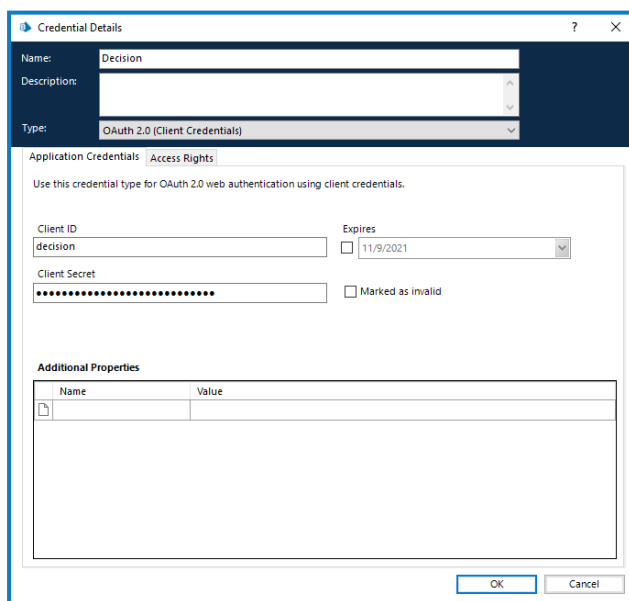 Credential Details ?
Name: Decision
Description:
Type: OAuth 2.0 (Client Credentials)
Application Credentials Access Rights
Use this credential type for OAuth 2.0 web authentication using client credentials.
Client ID Expires
decision 11/9/2021
Client Secret
●●●●●●●●●●●●●●●●●●●●●●●●●●●● Marked as invalid
Additional Properties
Name Value
OK Cancel